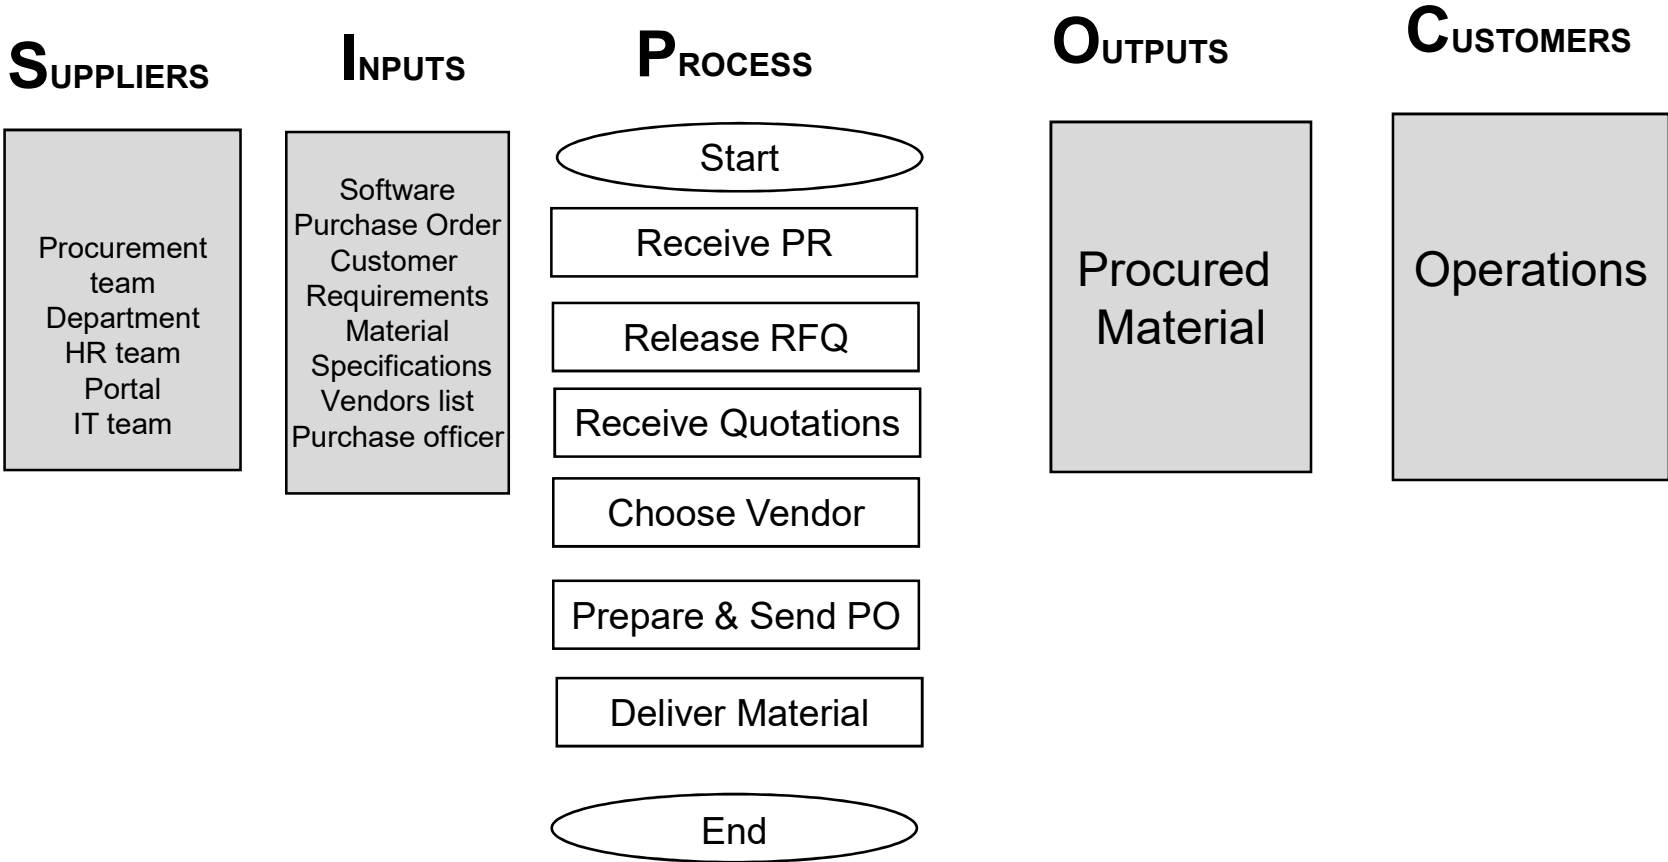 SUPPLIERS
INPUTS
PROCESS
OUTPUTS
CUSTOMERS
Procurement
team
Department
HR team
Portal
IT team
Software
Purchase Order
Customer
Requirements
Material
Specifications
Vendors list
Purchase officer
Start
Receive PR
Release RFQ
Receive Quotations
Choose Vendor
Prepare & Send PO
Deliver Material
End
Procured
Material
Operations